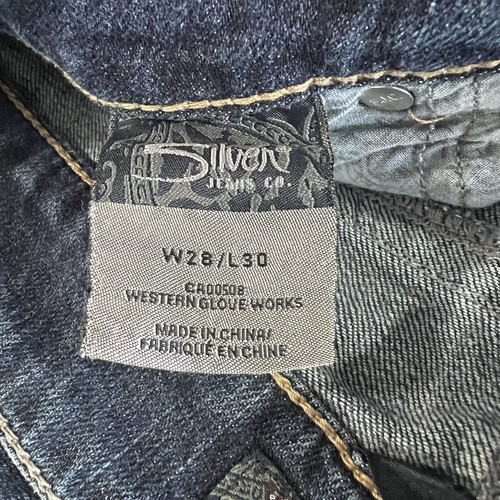 Silver
JEANS CO.
W28/L30
CA00508
WESTERN GLOVE WORKS
MADE IN CHINA/
FABRIQUÉ EN CHINE